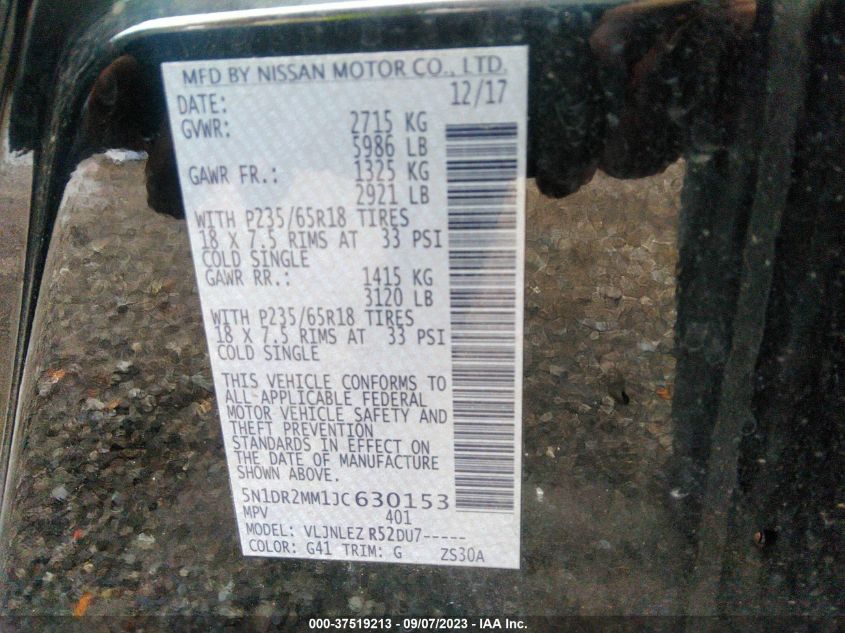 MFD BY NISSAN MOTOR CO., LTD.
DATE: 12/17
GVWR: 2715 KG
5986 LB
GAWR FR.: 1325 KG
2921 LB
WITH P235/65R18 TIRES
18 X 7.5 RIMS AT 33 PSI
COLD SINGLE
GAWR RR.: 1415 KG
3120 LB
WITH P235/65R18 TIRES
18 X 7.5 RIMS AT 33 PSI
COLD SINGLE
THIS VEHICLE CONFORMS TO
ALL-APPLICABLE FEDERAL
MOTOR VEHICLE SAFETY AND
THEFT PREVENTION
STANDARDS IN EFFECT ON
THE DATE OF MANUFACTURE
SHOWN ABOVE.
5N1DR2MM1JC630153
MPV 401
MODEL: VLJNLEZ R52DU7-----
COLOR: G41 TRIM: G ZS30A
000-37519213 - 09/07/2023 - IAA Inc.